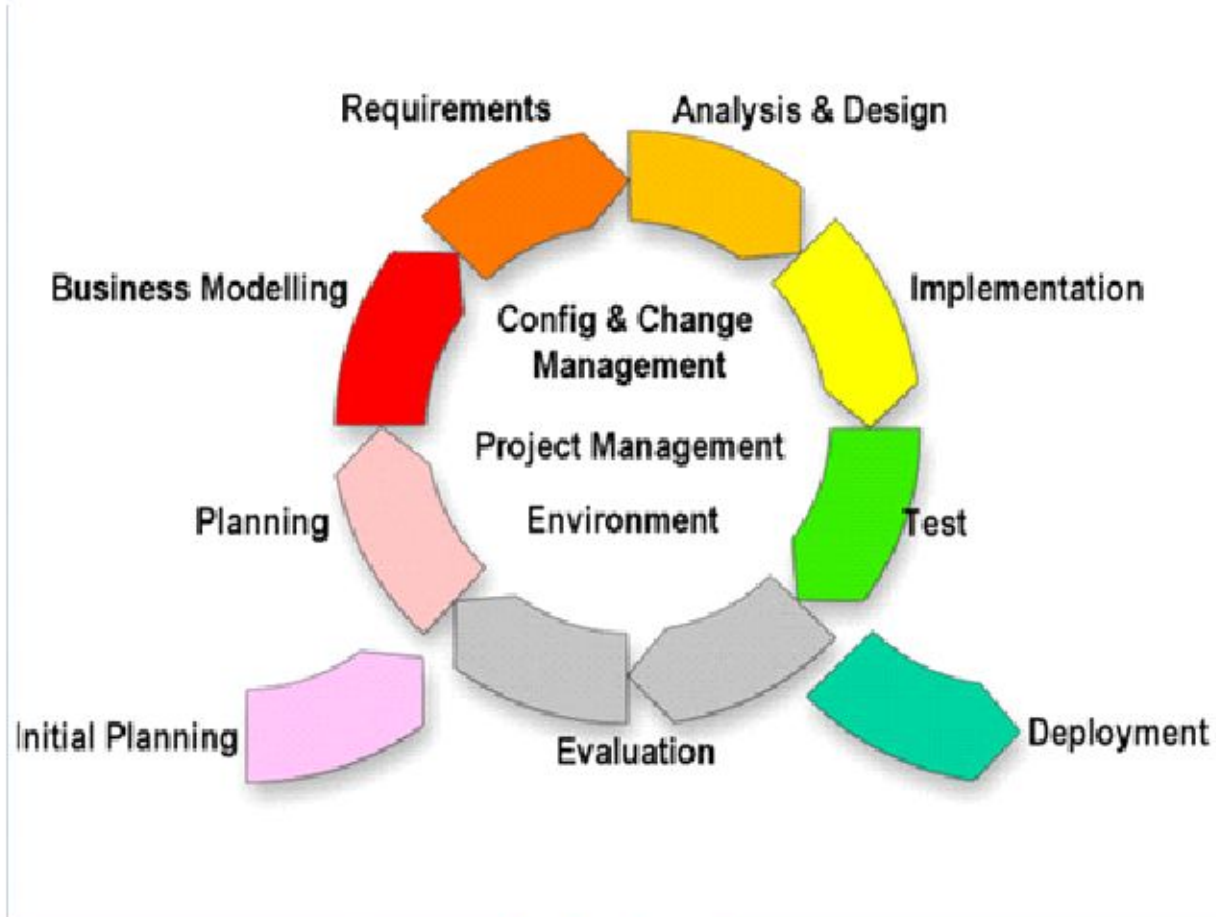 Requirements
Analysis & Design
Business Modelling
Implementation
Config & Change
Management
Project Management
Planning
Environment
Test
Initial Planning
Evaluation
Deployment